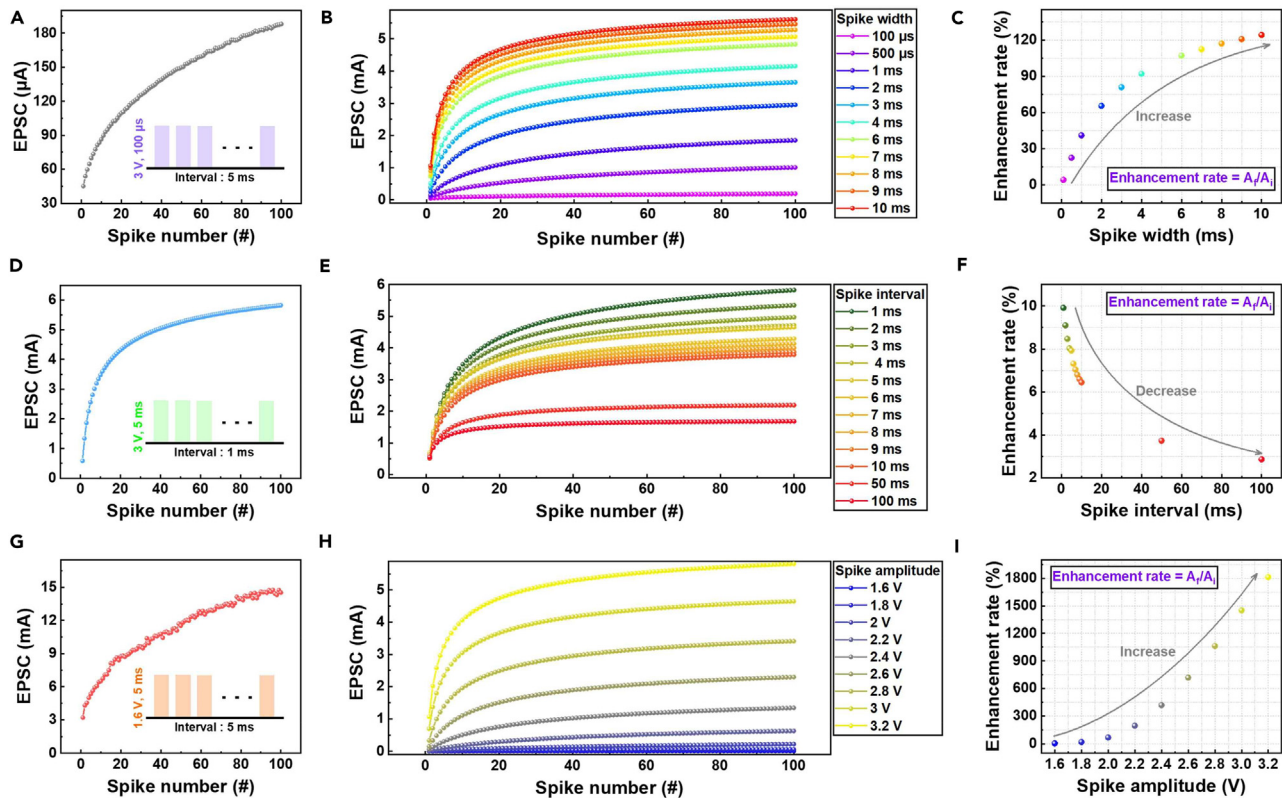 A
EPSC (μA)
180
150
120
90
60
30
3 V, 100 μs
Interval : 5 ms
0 20 40 60 80 100
Spike number (#)
B
EPSC (mA)
6
5
4
3
2
1
0
0 20 40 60 80 100
Spike number (#)
Spike width
100 μs
500 μs
1 ms
2 ms
3 ms
4 ms
6 ms
7 ms
8 ms
9 ms
10 ms
C
Enhancement rate (%)
120
90
60
30
0
Increase
Enhancement rate = Af/Ai
0 2 4 6 8 10
Spike width (ms)
D
EPSC (mA)
6
5
4
3
2
1
0
3 V, 5 ms
Interval : 1 ms
0 20 40 60 80 100
Spike number (#)
E
EPSC (mA)
6
5
4
3
2
1
0
0 20 40 60 80 100
Spike number (#)
Spike interval
1 ms
2 ms
3 ms
4 ms
5 ms
6 ms
7 ms
8 ms
9 ms
10 ms
50 ms
100 ms
F
Enhancement rate (%)
10
8
6
4
2
Enhancement rate = Af/Ai
Decrease
0 20 40 60 80 100
Spike interval (ms)
G
EPSC (mA)
15
12
9
6
3
0
1.6 V, 5 ms
Interval : 5 ms
0 20 40 60 80 100
Spike number (#)
H
EPSC (mA)
5
4
3
2
1
0
0 20 40 60 80 100
Spike number (#)
Spike amplitude
1.6 V
1.8 V
2 V
2.2 V
2.4 V
2.6 V
2.8 V
3 V
3.2 V
I
Enhancement rate (%)
1800
1500
1200
900
600
300
0
Enhancement rate = Af/Ai
Increase
1.6 1.8 2.0 2.2 2.4 2.6 2.8 3.0 3.2
Spike amplitude (V)